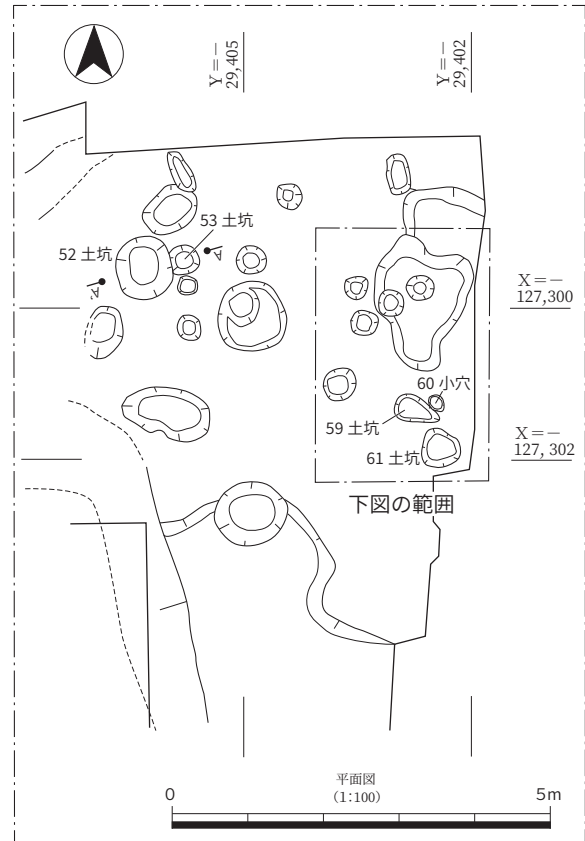 Y＝－
29,405
Y＝－
29,402
53 土坑
52 土坑
A
A'
X＝－
127,300
60 小穴
59 土坑
61 土坑
X＝－
127, 302
下図の範囲
平面図
(1:100)
0
5m